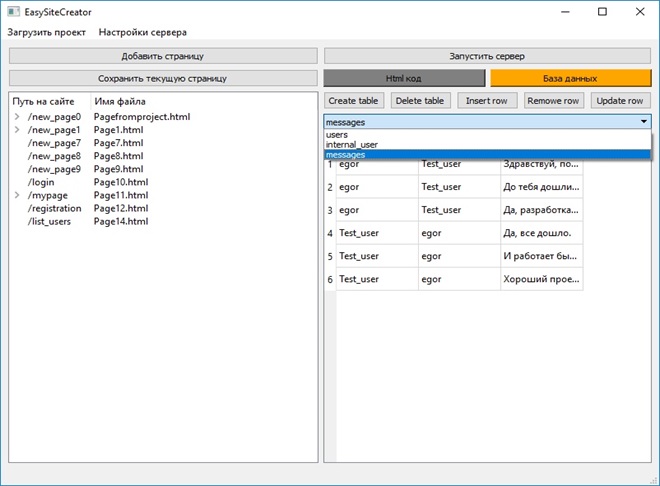 EasySiteCreator
Загрузить проект Настройки сервера
Добавить страницу
Запустить сервер
Сохранить текущую страницу
Html код
База данных
Путь на сайте Имя файла
/new_page0 Pagefromproject.html
/new_page1 Page1.html
/new_page7 Page7.html
/new_page8 Page8.html
/new_page9 Page9.html
/login Page10.html
/mypage Page11.html
/registration Page12.html
/list_users Page14.html
Create table Delete table Insert row Remowe row Update row
messages
users
internal_user
messages
1 egor Test_user Здравствуй, по...
2 egor Test_user До тебя дошли...
3 egor Test_user Да, разработка...
4 Test_user egor Да, все дошло.
5 Test_user egor И работает бы...
6 Test_user egor Хороший прое...